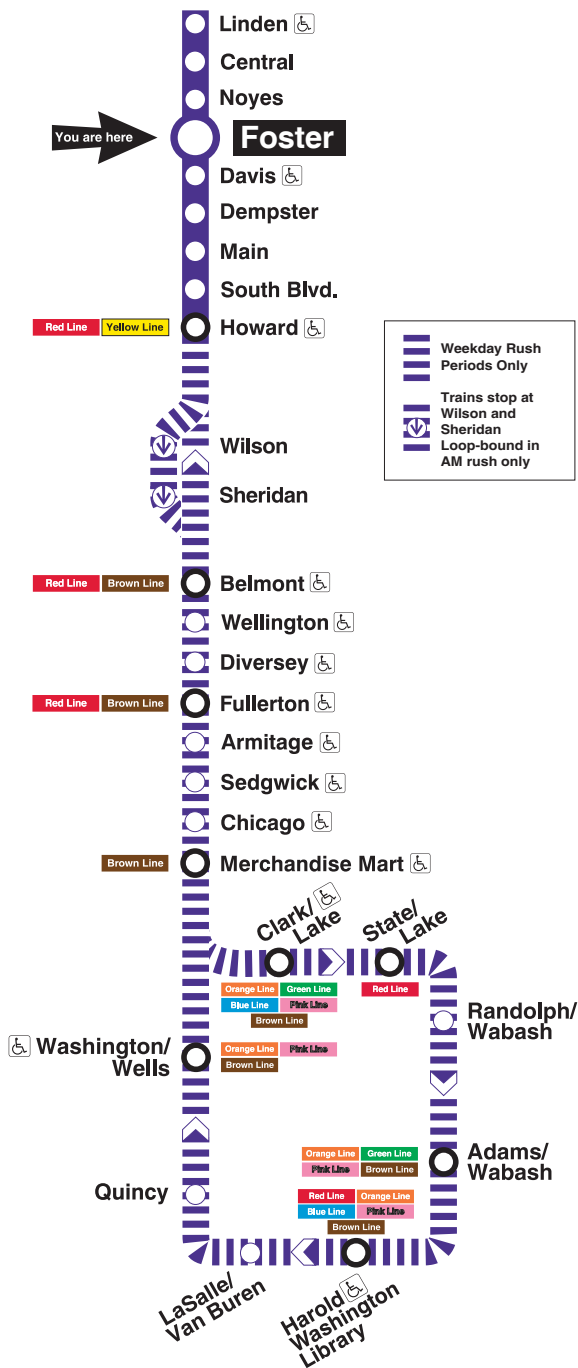 Linden
Central
Noyes
You are here
Foster
Davis
Dempster
Main
South Blvd.
Red Line Yellow Line
Howard
Weekday Rush
Periods Only
Trains stop at
Wilson and
Sheridan
Loop-bound in
AM rush only
Wilson
Sheridan
Red Line Brown Line
Belmont
Wellington
Diversey
Red Line Brown Line
Fullerton
Armitage
Sedgwick
Chicago
Brown Line
Merchandise Mart
Clark/
Lake
State/
Lake
Orange Line Green Line
Blue Line Pink Line
Brown Line
Red Line
Randolph/
Wabash
Washington/
Wells
Orange Line Pink Line
Brown Line
Orange Line Green Line
Pink Line Brown Line
Adams/
Wabash
Quincy
Red Line Orange Line
Blue Line Pink Line
Brown Line
LaSalle/
Van Buren
Harold
Washington
Library